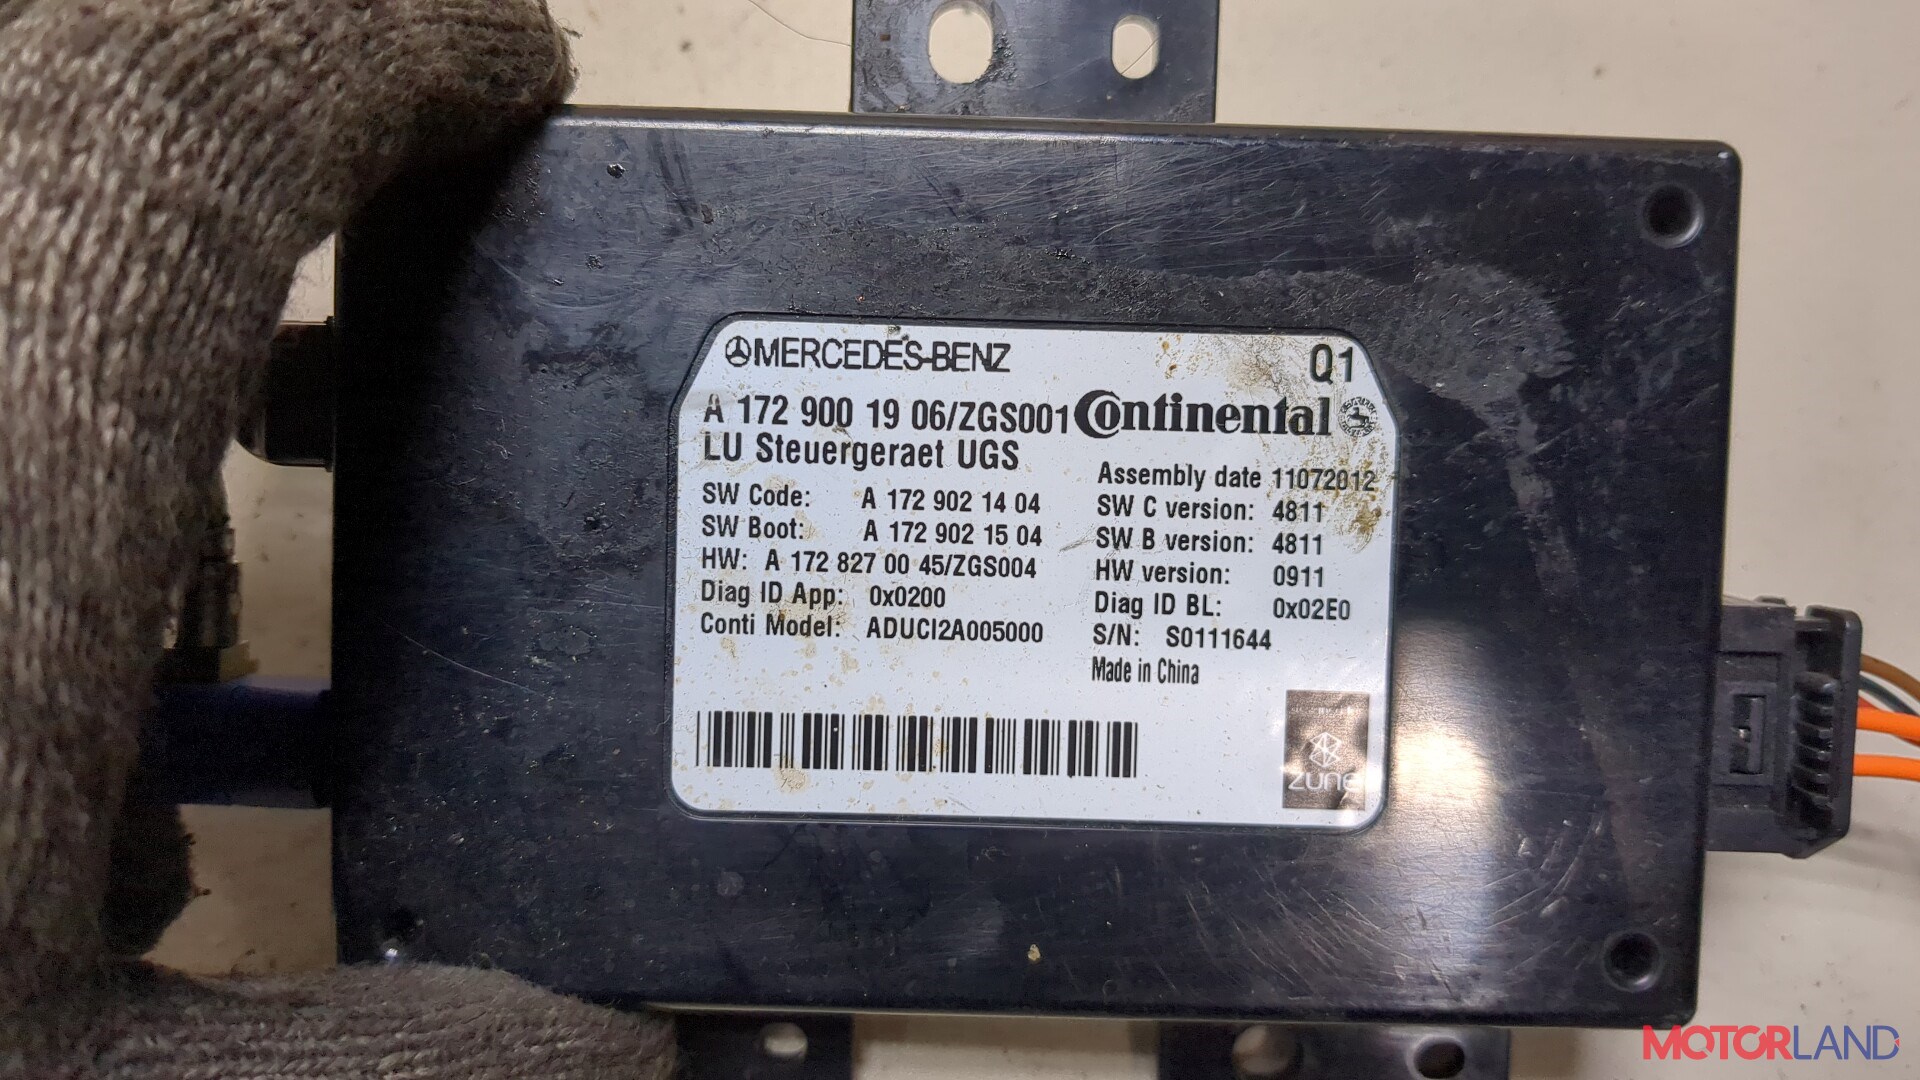 MERCEDES-BENZ
Q1
A 172 900 19 06/ZGS001
Continental
LU Steuergeraet UGS
Assembly date 11072012
SW Code: A 172 902 14 04
SW C version: 4811
SW Boot: A 172 902 15 04
SW B version: 4811
HW: A 172 827 00 45/ZGS004
HW version: 0911
Diag ID App: 0x0200
Diag ID BL: 0x02E0
Conti Model: ADUCI2A005000
S/N: S0111644
Made in China
zune
MOTORLAND